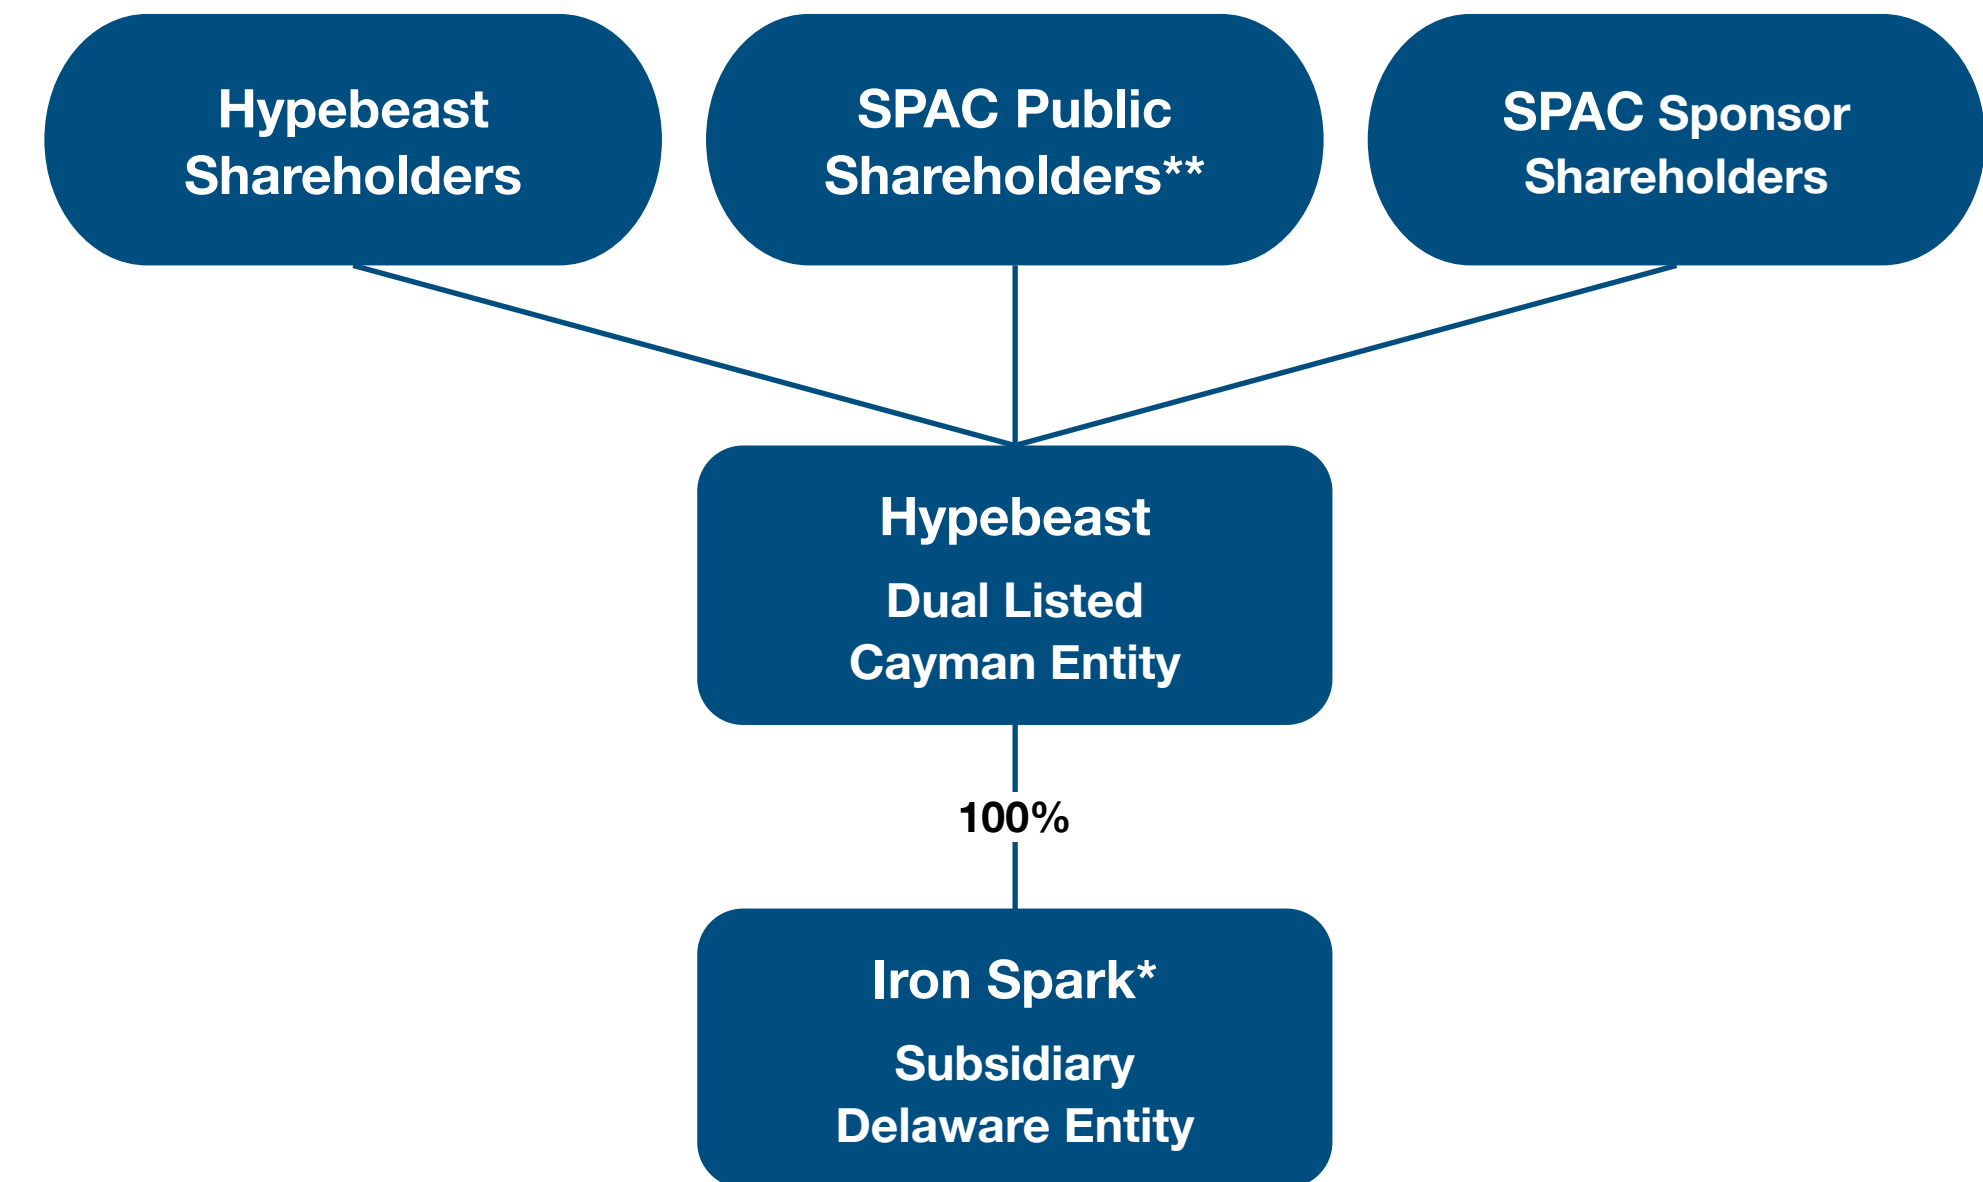 Hypebeast
Shareholders
SPAC Public
Shareholders**
SPAC Sponsor
Shareholders
Hypebeast
Dual Listed
Cayman Entity
100%
Iron Spark*
Subsidiary
Delaware Entity